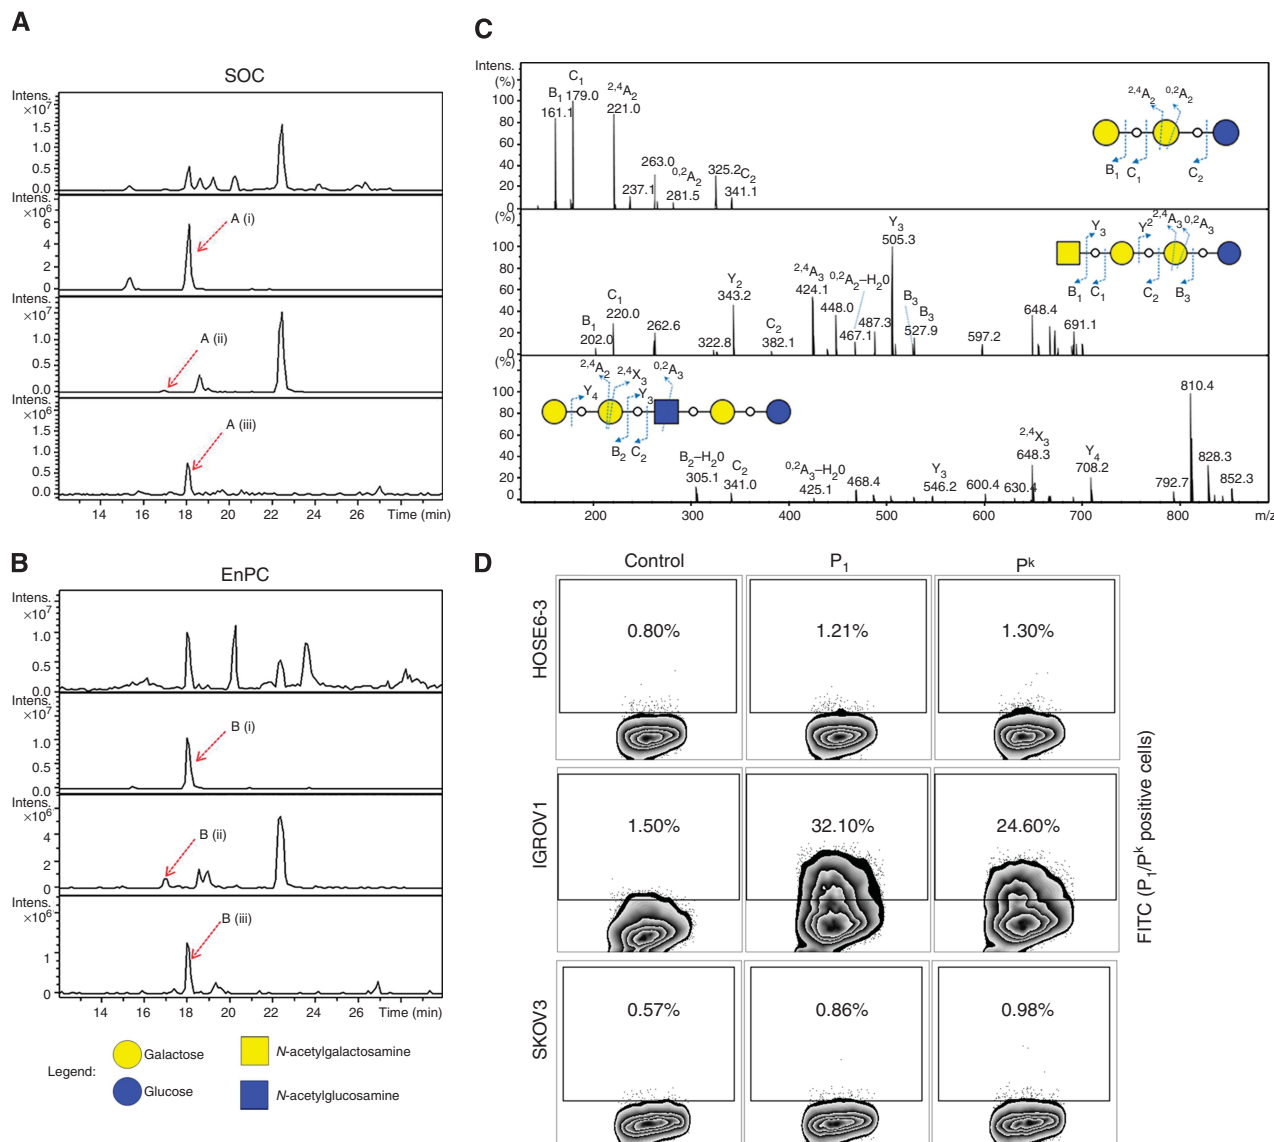 A
SOC
Intens.
×10⁷
1.5
1.0
0.5
0.0
Intens.
×10⁶
6
4
2
0
A (i)
Intens.
×10⁷
1.5
1.0
0.5
0.0
A (ii)
Intens.
×10⁶
1.5
1.0
0.5
0.0
A (iii)
14 16 18 20 22 24 26 Time (min)
B
EnPC
Intens.
×10⁷
1.0
0.5
0.0
Intens.
×10⁷
1.0
0.5
0.0
B (i)
Intens.
×10⁶
4
2
0
B (ii)
Intens.
×10⁶
1
0
B (iii)
14 16 18 20 22 24 26 Time (min)
Legend:
Galactose
N-acetylgalactosamine
Glucose
N-acetylglucosamine
C
Intens.
(%)
100
80
60
40
20
0
B₁
161.1
C₁
179.0
²,⁴A₂
221.0
237.1
263.0
⁰,²A₂
281.5
325.2
C₂
341.1
²,⁴A₂ ⁰,²A₂
B₁ C₁ C₂
(%)
100
80
60
40
20
0
B₁
202.0
C₁
220.0
262.6
322.8
Y₂
343.2
C₂
382.1
²,⁴A₃
424.1
448.0
⁰,²A₂–H₂0
467.1
487.3
Y₃
505.3
B₃
B₃
527.9
597.2
648.4
691.1
Y₃ Y² ²,⁴A₃ ⁰,²A₃
B₁ C₁ C₂ B₃
(%)
100
80
60
40
20
0
²,⁴A₂ ²,⁴X₃ ⁰,²A₃
Y₄ Y₃
B₂ C₂
B₂–H₂0
305.1
C₂
341.0
⁰,²A₃–H₂0
425.1
468.4
Y₃
546.2
600.4
630.4
²,⁴X₃
648.3
Y₄
708.2
792.7
810.4
828.3
852.3
200 300 400 500 600 700 800 m/z
D
Control P₁ Pᵏ
HOSE6-3
0.80% 1.21% 1.30%
IGROV1
1.50% 32.10% 24.60%
SKOV3
0.57% 0.86% 0.98%
FITC (P₁/Pᵏ positive cells)